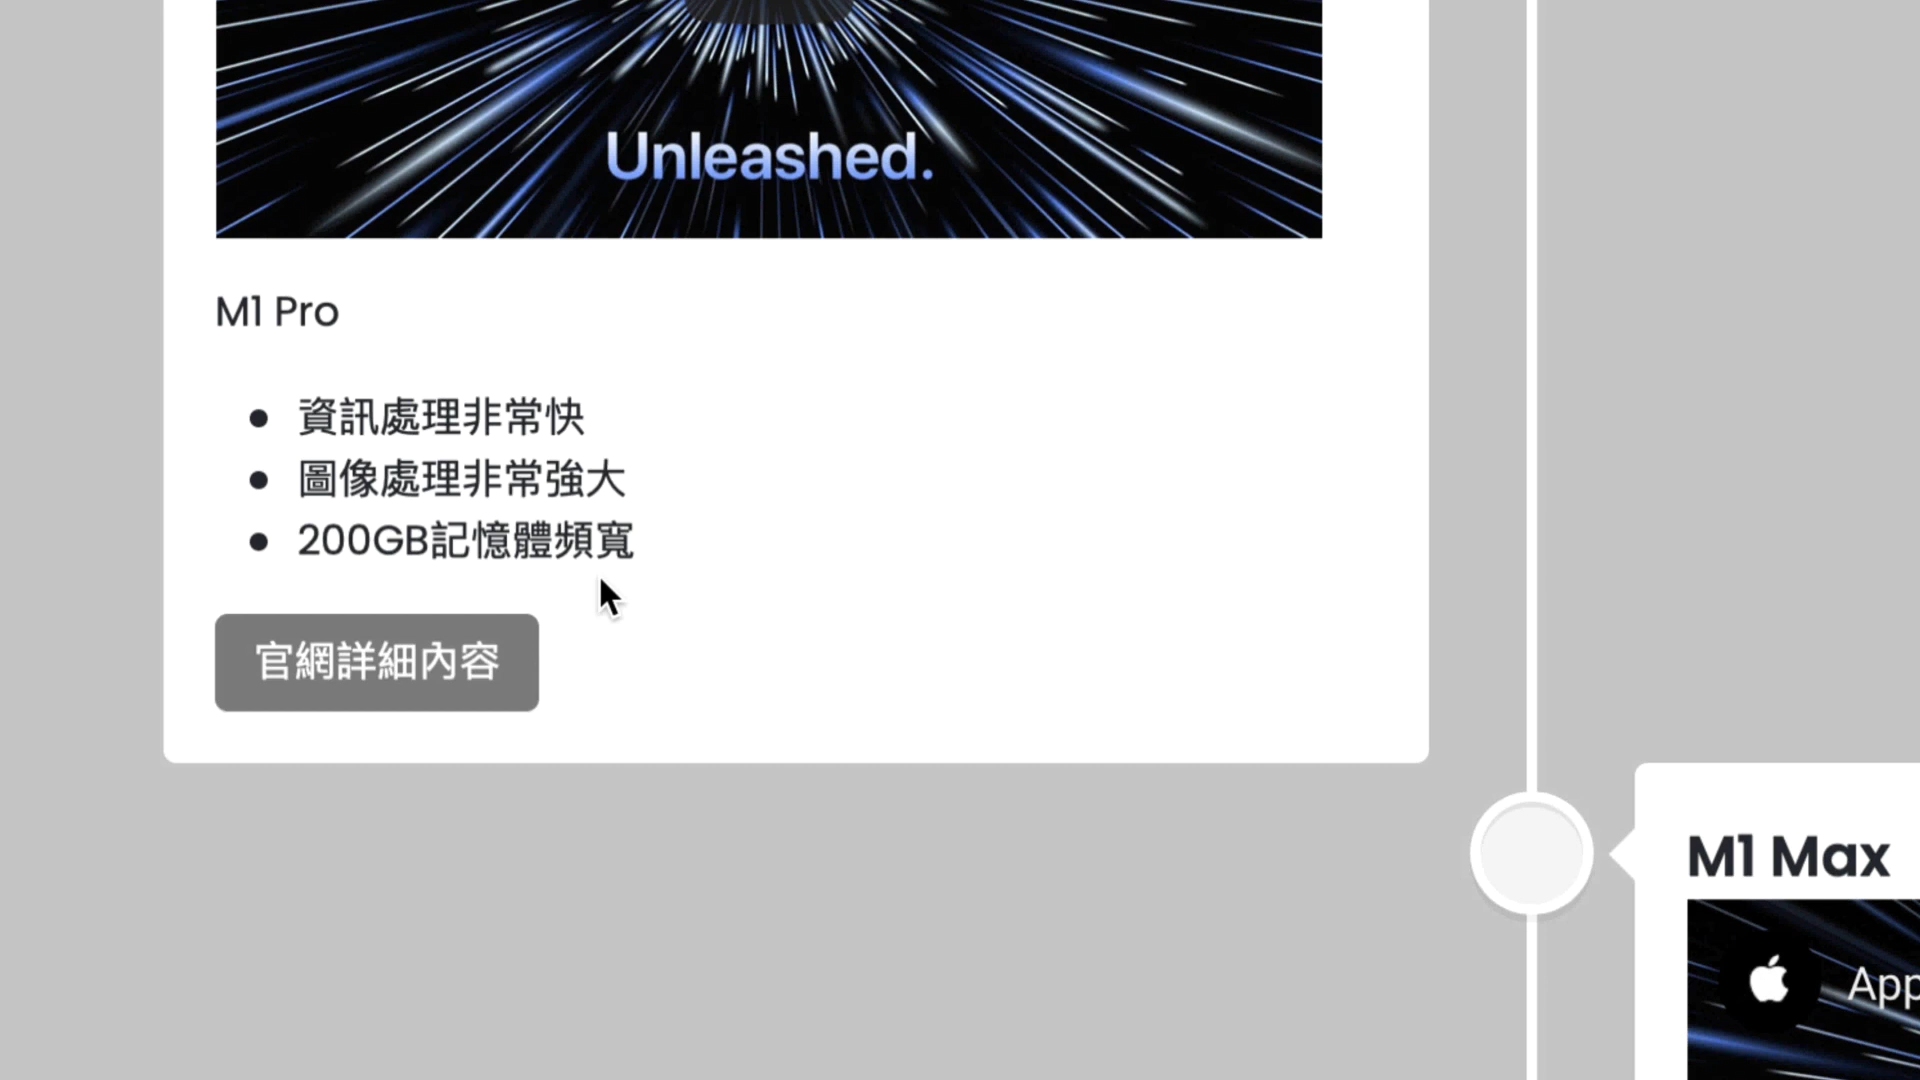 Unleashed.
M1 Pro
資訊處理非常快
圖像處理非常強大
200GB記憶體頻寬
官網詳細內容
M1 Max
App